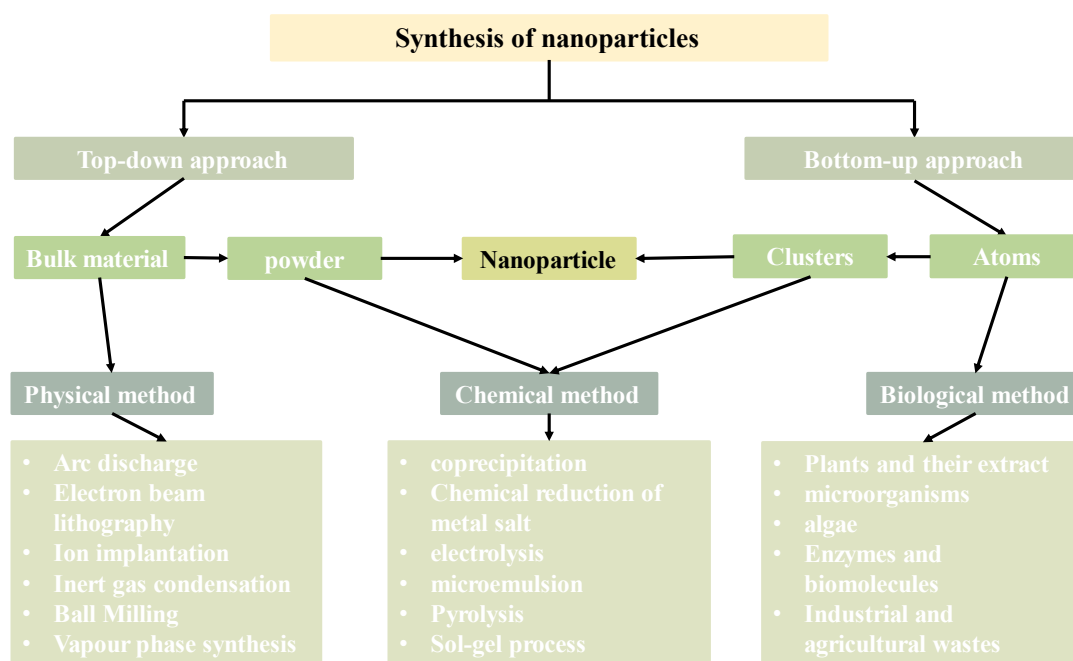 Synthesis of nanoparticles
Top-down approach
Bottom-up approach
Bulk material
powder
Nanoparticle
Clusters
Atoms
Physical method
Chemical method
Biological method
• Arc discharge
• Electron beam
lithography
• Ion implantation
• Inert gas condensation
• Ball Milling
• Vapour phase synthesis
• coprecipitation
• Chemical reduction of
metal salt
• electrolysis
• microemulsion
• Pyrolysis
• Sol-gel process
• Plants and their extract
• microorganisms
• algae
• Enzymes and
biomolecules
• Industrial and
agricultural wastes